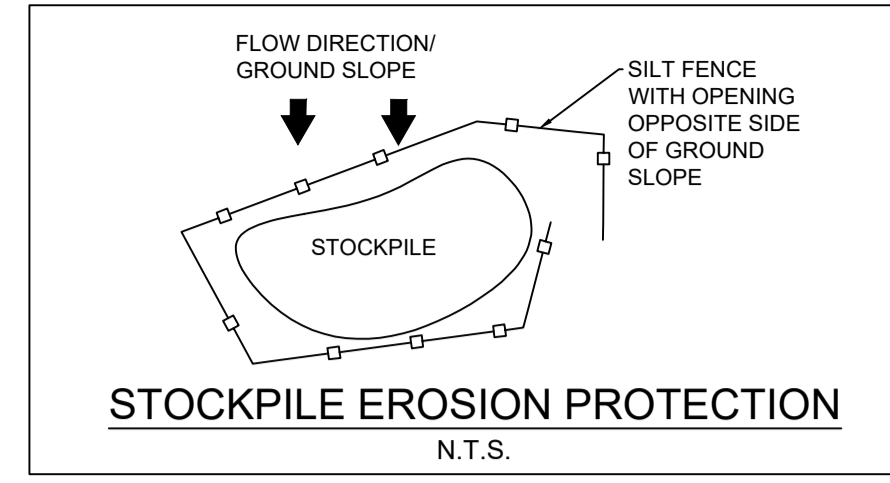 FLOW DIRECTION/
GROUND SLOPE
SILT FENCE
WITH OPENING
OPPOSITE SIDE
OF GROUND
SLOPE
STOCKPILE
STOCKPILE EROSION PROTECTION
N.T.S.